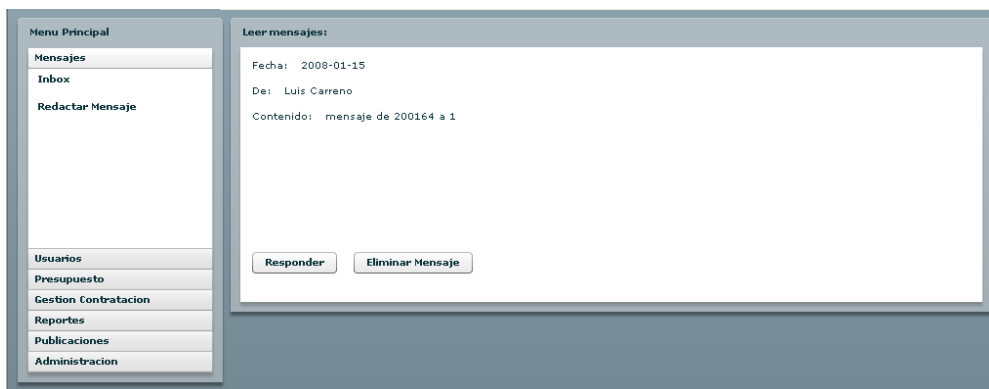 Menu Principal
Mensajes
Inbox
Redactar Mensaje
Usuarios
Presupuesto
Gestion Contratacion
Reportes
Publicaciones
Administracion
Leer mensajes:
Fecha: 2008-01-15
De: Luis Carreno
Contenido: mensaje de 200164 a 1
Responder Eliminar Mensaje